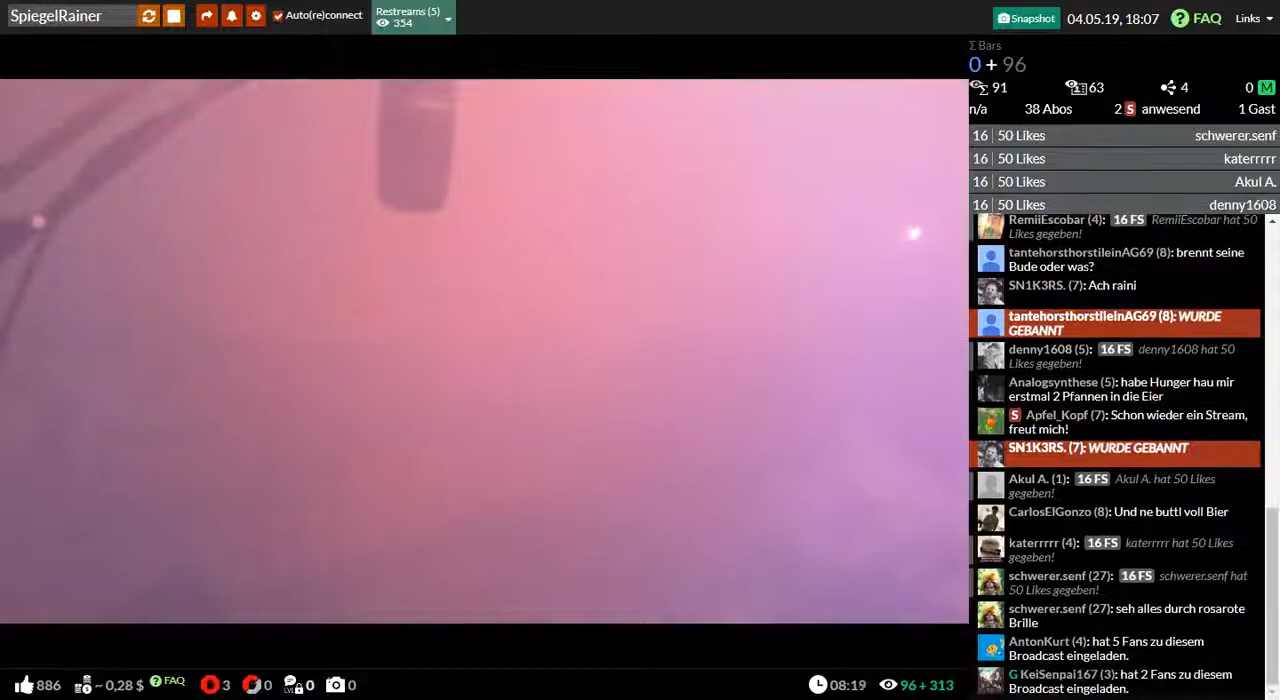 SpiegelRainer
Auto(re)connect
Restreams (5)
354
Snapshot
04.05.19, 18:07
FAQ
Links
Σ Bars
0 + 96
91
63
4
0 M
n/a
38 Abos
2 S anwesend
1 Gast
16 | 50 Likes schwerer.senf
16 | 50 Likes katerrrrr
16 | 50 Likes Akul A.
16 | 50 Likes denny1608
RemiiEscobar (4): 16 FS RemiiEscobar hat 50
Likes gegeben!
tantehorsthorstileinAG69 (8): brennt seine
Bude oder was?
SN1K3RS. (7): Ach raini
tantehorsthorstileinAG69 (8): WURDE
GEBANNT
denny1608 (5): 16 FS denny1608 hat 50
Likes gegeben!
Analogsynthese (5): habe Hunger hau mir
erstmal 2 Pfannen in die Eier
S Apfel_Kopf (7): Schon wieder ein Stream,
freut mich!
SN1K3RS. (7): WURDE GEBANNT
Akul A. (1): 16 FS Akul A. hat 50 Likes
gegeben!
CarlosElGonzo (8): Und ne buttl voll Bier
katerrrrr (4): 16 FS katerrrrr hat 50 Likes
gegeben!
schwerer.senf (27): 16 FS schwerer.senf hat
50 Likes gegeben!
schwerer.senf (27): seh alles durch rosarote
Brille
AntonKurt (4): hat 5 Fans zu diesem
Broadcast eingeladen.
G KeiSenpai167 (3): hat 2 Fans zu diesem
Broadcast eingeladen.
886
~ 0,28 $
FAQ
3
0
LVL
0
0
08:19
96 + 313